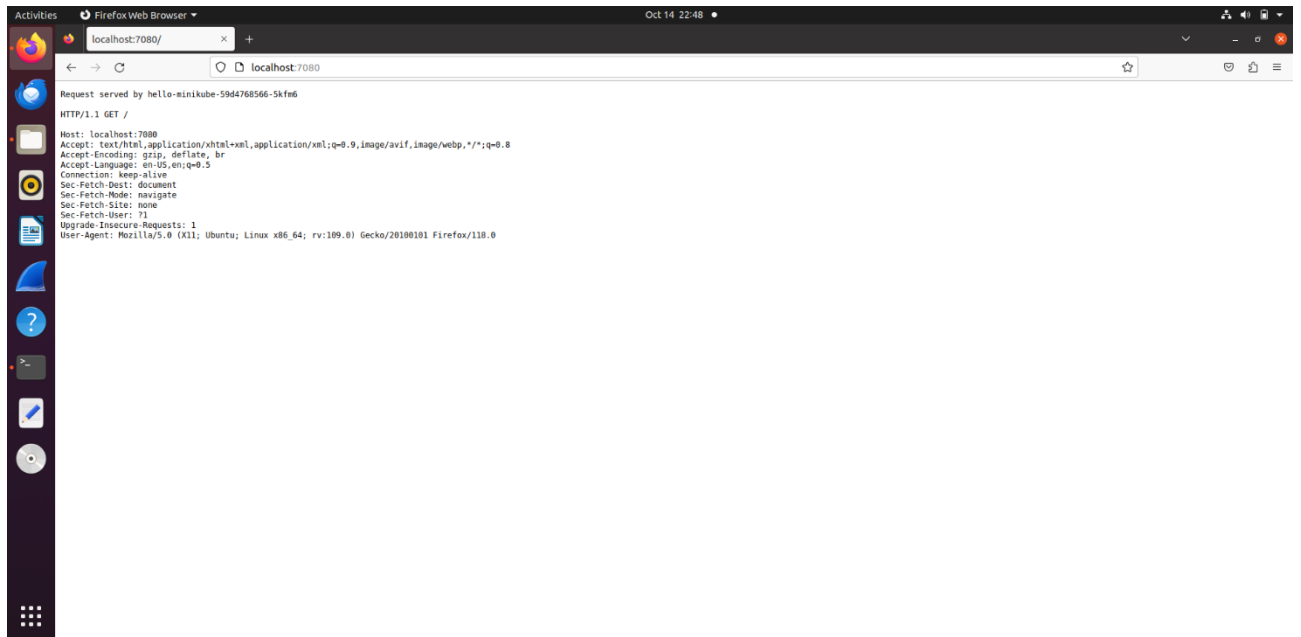 Activities Firefox Web Browser Oct 14 22:48
localhost:7080/
localhost:7080
Request served by hello-minikube-59d4768566-5kfm6
HTTP/1.1 GET /
Host: localhost:7080
Accept: text/html,application/xhtml+xml,application/xml;q=0.9,image/avif,image/webp,*/*;q=0.8
Accept-Encoding: gzip, deflate, br
Accept-Language: en-US,en;q=0.5
Connection: keep-alive
Sec-Fetch-Dest: document
Sec-Fetch-Mode: navigate
Sec-Fetch-Site: none
Sec-Fetch-User: ?1
Upgrade-Insecure-Requests: 1
User-Agent: Mozilla/5.0 (X11; Ubuntu; Linux x86_64; rv:109.0) Gecko/20100101 Firefox/118.0